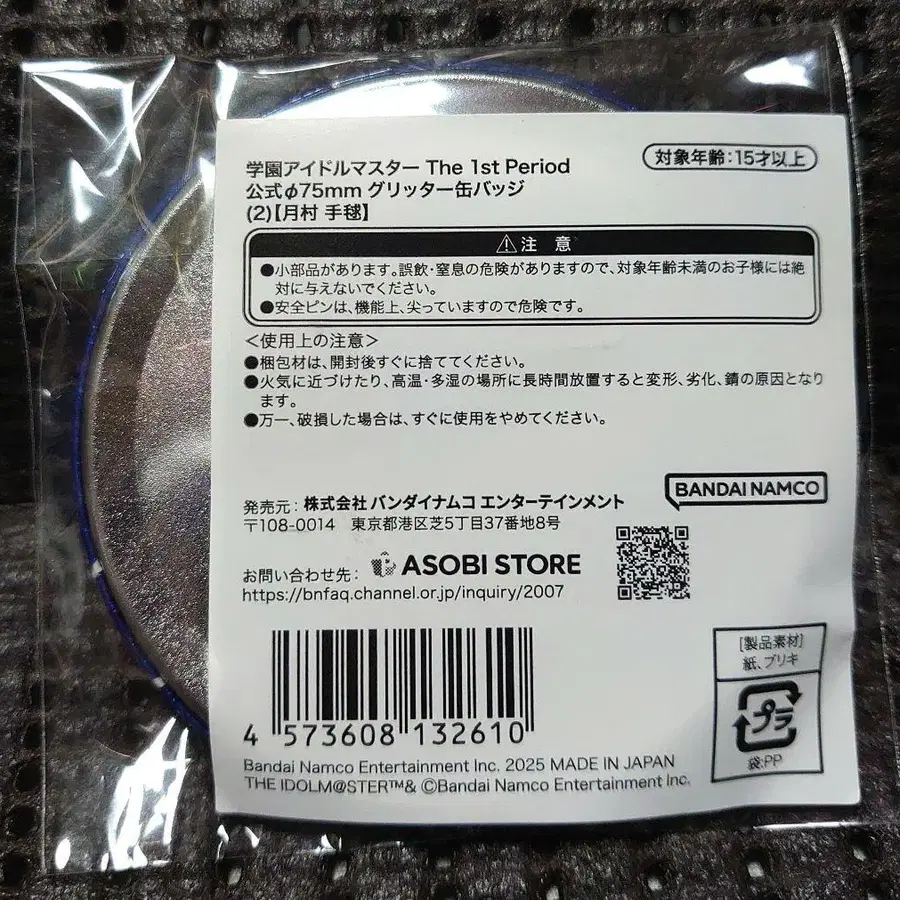 学園アイドルマスター The 1st Period
公式φ75mm グリッター缶バッジ
(2)【月村 手毬】
対象年齢:15才以上
⚠注 意
●小部品があります。誤飲・窒息の危険がありますので、対象年齢未満のお子様には絶
対に与えないでください。
●安全ピンは、機能上、尖っていますので危険です。
<使用上の注意>
●梱包材は、開封後すぐに捨ててください。
●火気に近づけたり、高温・多湿の場所に長時間放置すると変形、劣化、錆の原因となり
ます。
●万一、破損した場合は、すぐに使用をやめてください。
発売元:株式会社 バンダイナムコ エンターテインメント
〒108-0014 東京都港区芝5丁目37番地8号
BANDAI NAMCO
お問い合わせ先: ASOBI STORE
https://bnfaq.channel.or.jp/inquiry/2007
4 573608 132610
[製品素材]
紙、ブリキ
プラ
袋:PP
Bandai Namco Entertainment Inc. 2025 MADE IN JAPAN
THE IDOLM@STER™& ©Bandai Namco Entertainment Inc.